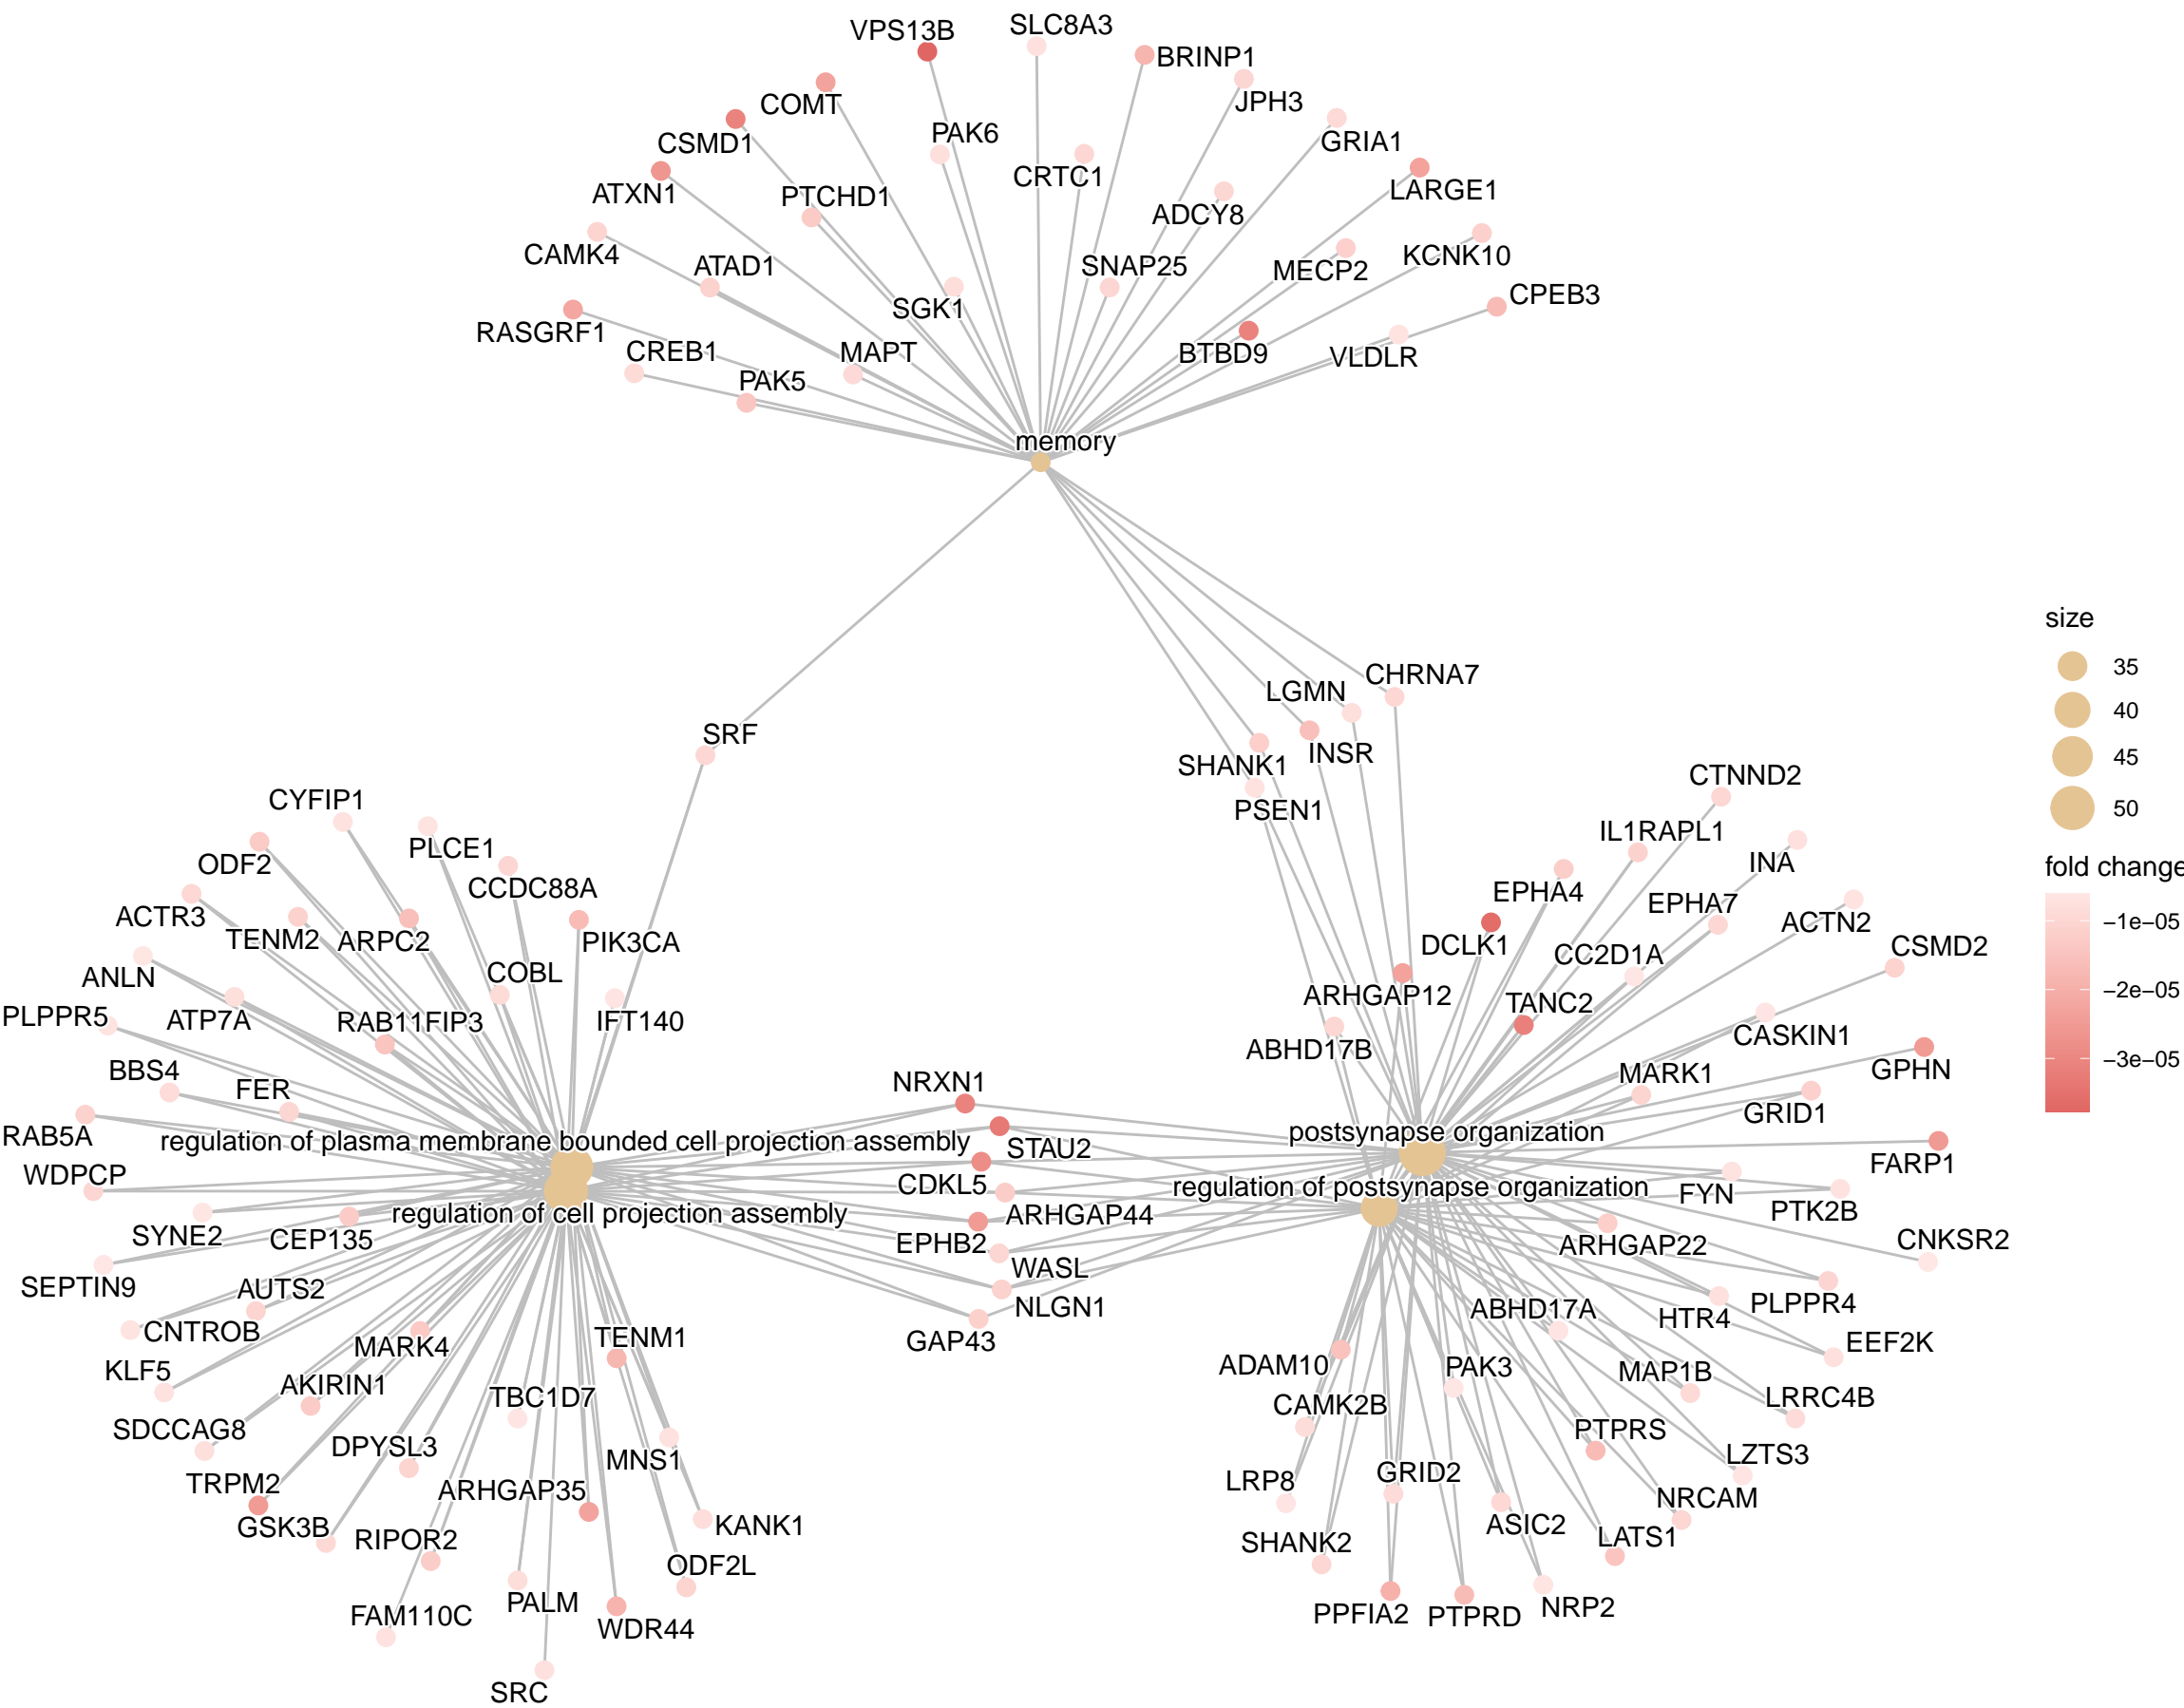 VPS13B
SLC8A3
BRINP1
COMT
JPH3
CSMD1
PAK6
GRIA1
CRTC1
ATXN1
PTCHD1
LARGE1
ADCY8
CAMK4
ATAD1
SNAP25
MECP2
KCNK10
SGK1
CPEB3
RASGRF1
CREB1
MAPT
BTBD9
VLDLR
PAK5
memory
size
35
40
45
50
fold change
−1e−05
−2e−05
−3e−05
CHRNA7
LGMN
SRF
INSR
SHANK1
PSEN1
CTNND2
CYFIP1
IL1RAPL1
PLCE1
ODF2
INA
CCDC88A
EPHA4
EPHA7
ACTR3
ACTN2
TENM2
ARPC2
PIK3CA
DCLK1
CSMD2
CC2D1A
ANLN
COBL
ARHGAP12
TANC2
PLPPR5
ATP7A
RAB11FIP3
IFT140
CASKIN1
ABHD17B
BBS4
GPHN
FER
NRXN1
MARK1
GRID1
RAB5A
regulation of plasma membrane bounded cell projection assembly
STAU2
postsynapse organization
FARP1
WDPCP
CDKL5
regulation of postsynapse organization
FYN
PTK2B
regulation of cell projection assembly
ARHGAP44
SYNE2
CEP135
EPHB2
ARHGAP22
CNKSR2
WASL
SEPTIN9
AUTS2
NLGN1
ABHD17A
PLPPR4
HTR4
CNTROB
MARK4
TENM1
GAP43
EEF2K
KLF5
ADAM10
PAK3
MAP1B
AKIRIN1
TBC1D7
CAMK2B
LRRC4B
SDCCAG8
DPYSL3
MNS1
PTPRS
LZTS3
TRPM2
ARHGAP35
LRP8
GRID2
NRCAM
GSK3B
RIPOR2
KANK1
SHANK2
ASIC2
LATS1
ODF2L
FAM110C
PALM
WDR44
PPFIA2
PTPRD
NRP2
SRC